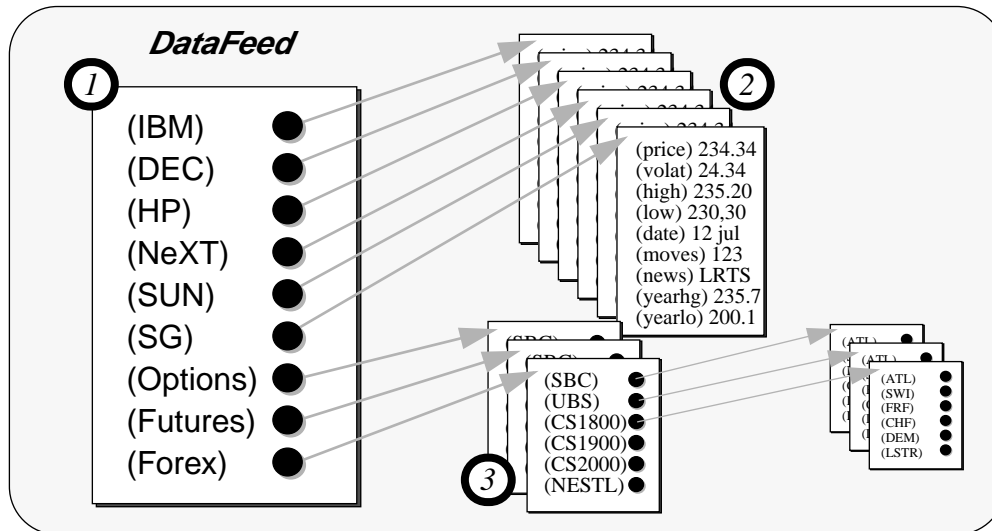 DataFeed
1
(IBM)
(DEC)
(HP)
(NeXT)
(SUN)
(SG)
(Options)
(Futures)
(Forex)
2
(price) 234.34
(volat) 24.34
(high) 235.20
(low) 230,30
(date) 12 jul
(moves) 123
(news) LRTS
(yearhg) 235.7
(yearlo) 200.1
3
(SBC)
(SBC)
(SBC)
(UBS)
(CS1800)
(CS1900)
(CS2000)
(NESTL)
(ATL)
(ATL)
(ATL)
(SWI)
(FRF)
(CHF)
(DEM)
(LSTR)